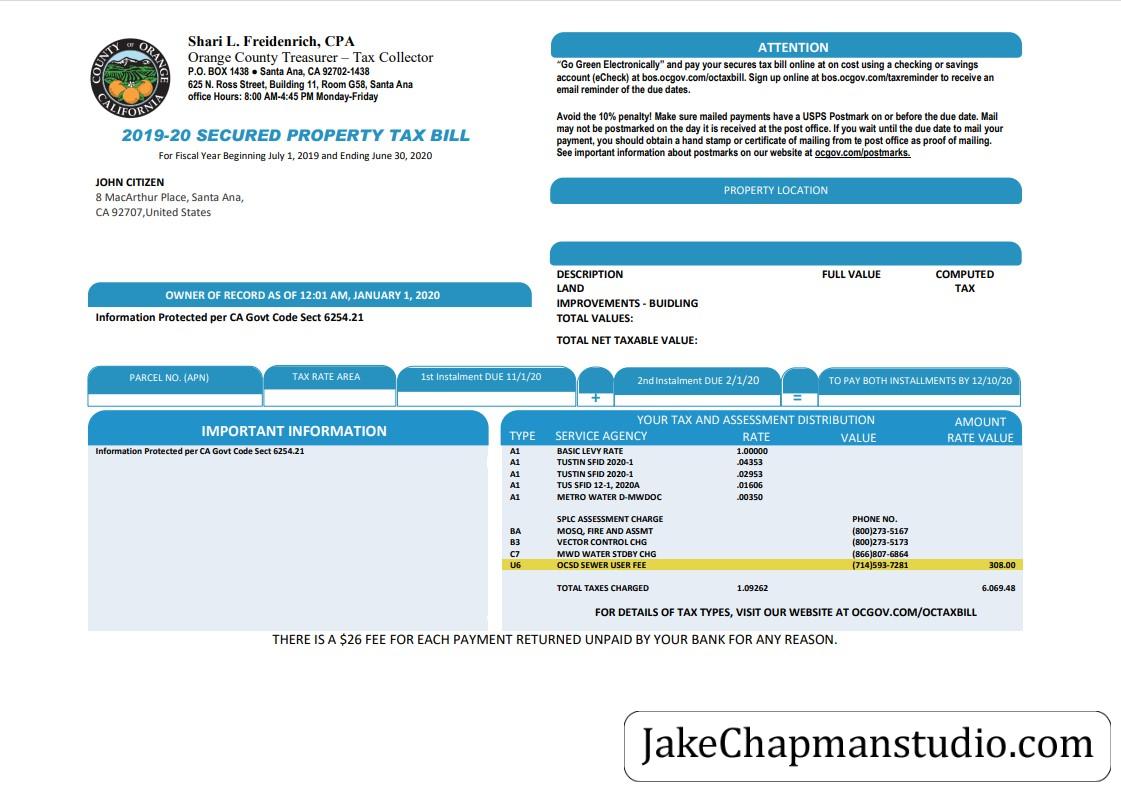 COUNTY OF ORANGE
CALIFORNIA
Shari L. Freidenrich, CPA
Orange County Treasurer – Tax Collector
P.O. BOX 1438 ● Santa Ana, CA 92702-1438
625 N. Ross Street, Building 11, Room G58, Santa Ana
office Hours: 8:00 AM-4:45 PM Monday-Friday
2019-20 SECURED PROPERTY TAX BILL
For Fiscal Year Beginning July 1, 2019 and Ending June 30, 2020
JOHN CITIZEN
8 MacArthur Place, Santa Ana,
CA 92707,United States
ATTENTION
“Go Green Electronically” and pay your secures tax bill online at on cost using a checking or savings
account (eCheck) at bos.ocgov.com/octaxbill. Sign up online at bos.ocgov.com/taxreminder to receive an
email reminder of the due dates.
Avoid the 10% penalty! Make sure mailed payments have a USPS Postmark on or before the due date. Mail
may not be postmarked on the day it is received at the post office. If you wait until the due date to mail your
payment, you should obtain a hand stamp or certificate of mailing from te post office as proof of mailing.
See important information about postmarks on our website at ocgov.com/postmarks.
PROPERTY LOCATION
DESCRIPTION FULL VALUE COMPUTED
LAND TAX
IMPROVEMENTS - BUIDLING
TOTAL VALUES:
TOTAL NET TAXABLE VALUE:
OWNER OF RECORD AS OF 12:01 AM, JANUARY 1, 2020
Information Protected per CA Govt Code Sect 6254.21
PARCEL NO. (APN) TAX RATE AREA 1st Instalment DUE 11/1/20 + 2nd Instalment DUE 2/1/20 = TO PAY BOTH INSTALLMENTS BY 12/10/20
IMPORTANT INFORMATION
Information Protected per CA Govt Code Sect 6254.21
YOUR TAX AND ASSESSMENT DISTRIBUTION AMOUNT
TYPE SERVICE AGENCY RATE VALUE RATE VALUE
A1 BASIC LEVY RATE 1.00000
A1 TUSTIN SFID 2020-1 .04353
A1 TUSTIN SFID 2020-1 .02953
A1 TUS SFID 12-1, 2020A .01606
A1 METRO WATER D-MWDOC .00350
SPLC ASSESSMENT CHARGE PHONE NO.
BA MOSQ, FIRE AND ASSMT (800)273-5167
B3 VECTOR CONTROL CHG (800)273-5173
C7 MWD WATER STDBY CHG (866)807-6864
U6 OCSD SEWER USER FEE (714)593-7281 308.00
TOTAL TAXES CHARGED 1.09262 6.069.48
FOR DETAILS OF TAX TYPES, VISIT OUR WEBSITE AT OCGOV.COM/OCTAXBILL
THERE IS A $26 FEE FOR EACH PAYMENT RETURNED UNPAID BY YOUR BANK FOR ANY REASON.
JakeChapmanstudio.com